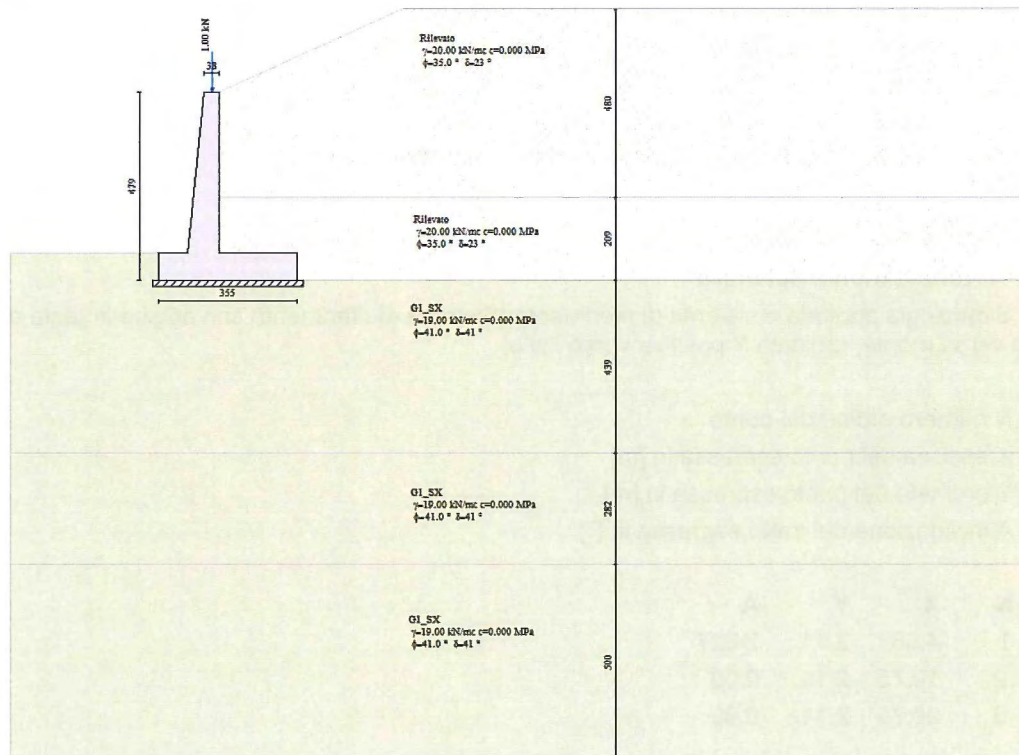 1.00 kN
Rilevato
γ=20.00 kN/mc c=0.000 MPa
ϕ=35.0 ° δ=23 °
480
479
Rilevato
γ=20.00 kN/mc c=0.000 MPa
ϕ=35.0 ° δ=23 °
209
355
G1_SX
γ=19.00 kN/mc c=0.000 MPa
ϕ=41.0 ° δ=41 °
439
G1_SX
γ=19.00 kN/mc c=0.000 MPa
ϕ=41.0 ° δ=41 °
282
G1_SX
γ=19.00 kN/mc c=0.000 MPa
ϕ=41.0 ° δ=41 °
500